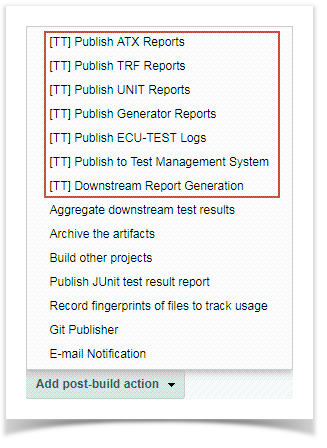 [TT] Publish ATX Reports
[TT] Publish TRF Reports
[TT] Publish UNIT Reports
[TT] Publish Generator Reports
[TT] Publish ECU-TEST Logs
[TT] Publish to Test Management System
[TT] Downstream Report Generation
Aggregate downstream test results
Archive the artifacts
Build other projects
Publish JUnit test result report
Record fingerprints of files to track usage
Git Publisher
E-mail Notification
Add post-build action